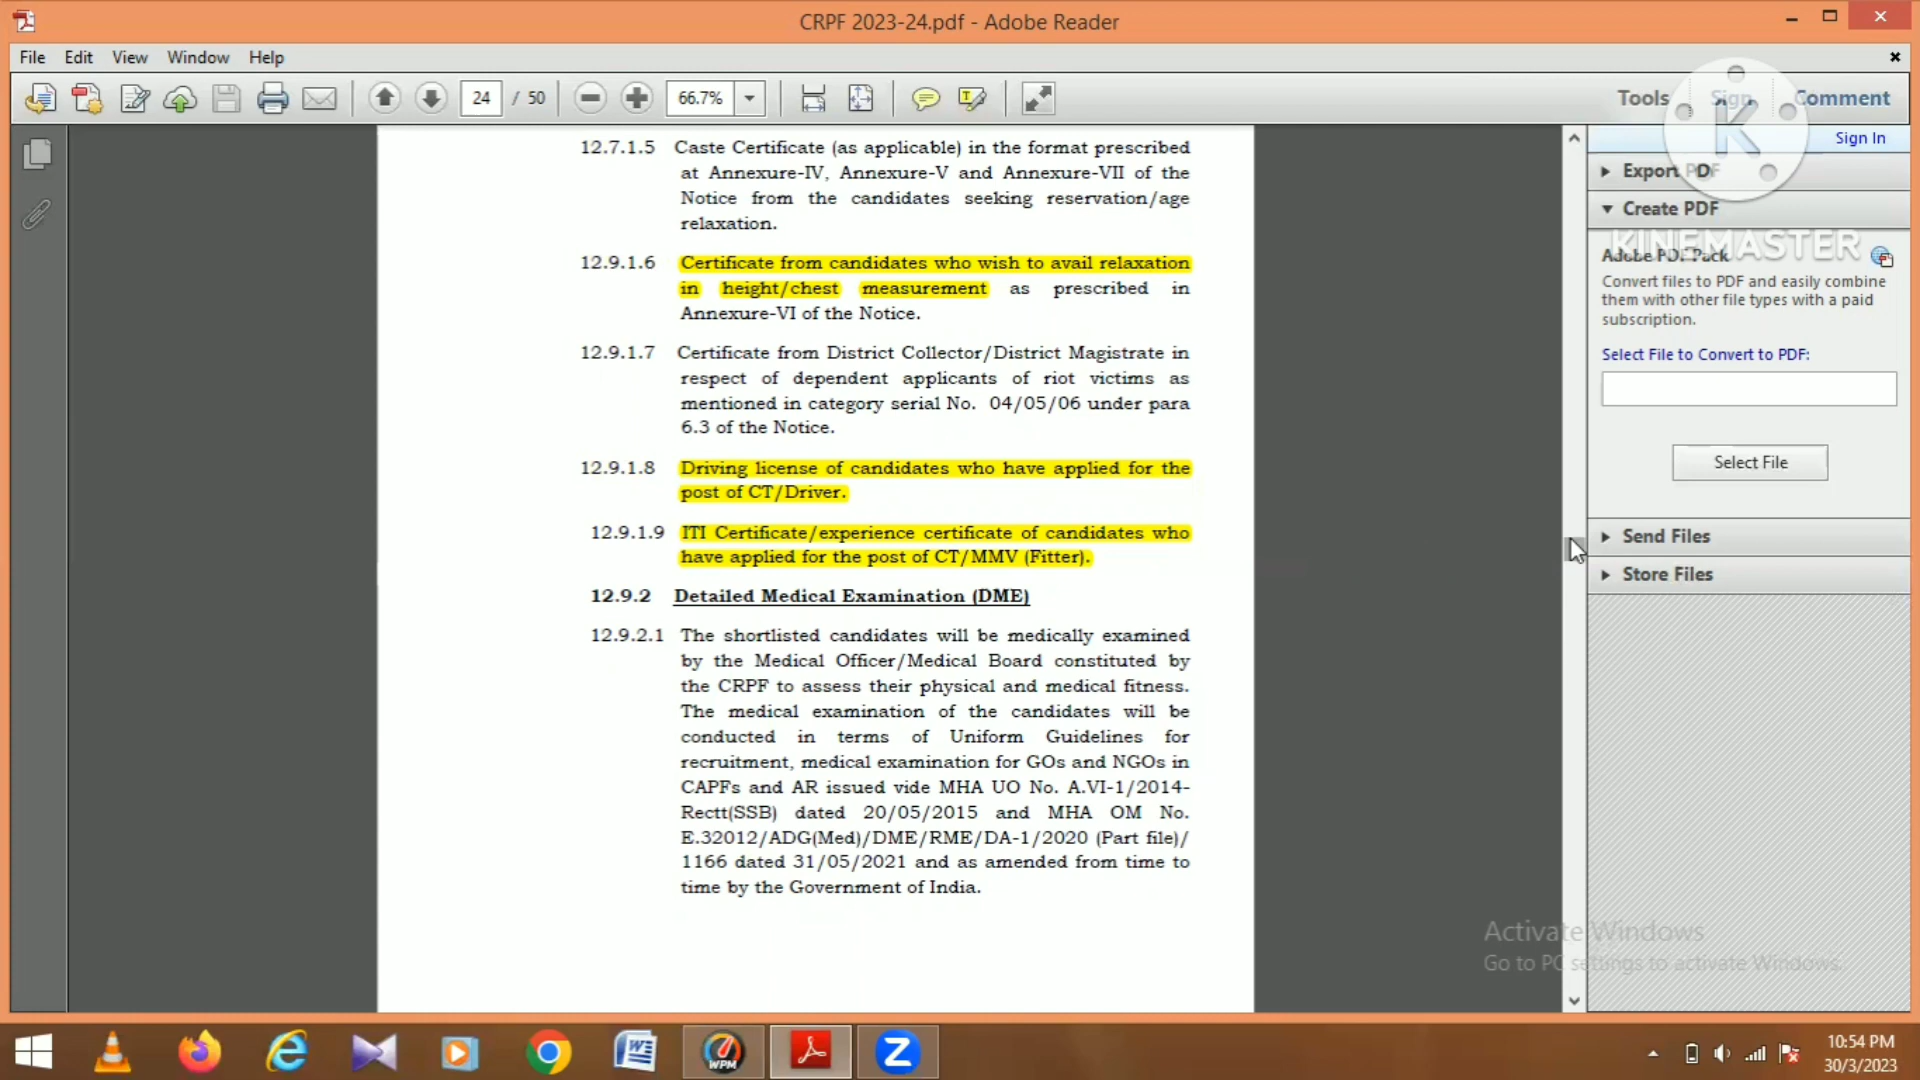 CRPF 2023-24.pdf - Adobe Reader
File Edit View Window Help
24 / 50 66.7% Tools Sign Comment
Sign In
Export PDF
Create PDF
KINEMASTER
Adobe PDF Pack
Convert files to PDF and easily combine
them with other file types with a paid
subscription.
Select File to Convert to PDF:
Select File
Send Files
Store Files
12.7.1.5 Caste Certificate (as applicable) in the format prescribed
at Annexure-IV, Annexure-V and Annexure-VII of the
Notice from the candidates seeking reservation/age
relaxation.
12.9.1.6 Certificate from candidates who wish to avail relaxation
in height/chest measurement as prescribed in
Annexure-VI of the Notice.
12.9.1.7 Certificate from District Collector/District Magistrate in
respect of dependent applicants of riot victims as
mentioned in category serial No. 04/05/06 under para
6.3 of the Notice.
12.9.1.8 Driving license of candidates who have applied for the
post of CT/Driver.
12.9.1.9 ITI Certificate/experience certificate of candidates who
have applied for the post of CT/MMV (Fitter).
12.9.2 Detailed Medical Examination (DME)
12.9.2.1 The shortlisted candidates will be medically examined
by the Medical Officer/Medical Board constituted by
the CRPF to assess their physical and medical fitness.
The medical examination of the candidates will be
conducted in terms of Uniform Guidelines for
recruitment, medical examination for GOs and NGOs in
CAPFs and AR issued vide MHA UO No. A.VI-1/2014-
Rectt(SSB) dated 20/05/2015 and MHA OM No.
E.32012/ADG(Med)/DME/RME/DA-1/2020 (Part file)/
1166 dated 31/05/2021 and as amended from time to
time by the Government of India.
Activate Windows
Go to PC settings to activate Windows.
WPM
10:54 PM
30/3/2023